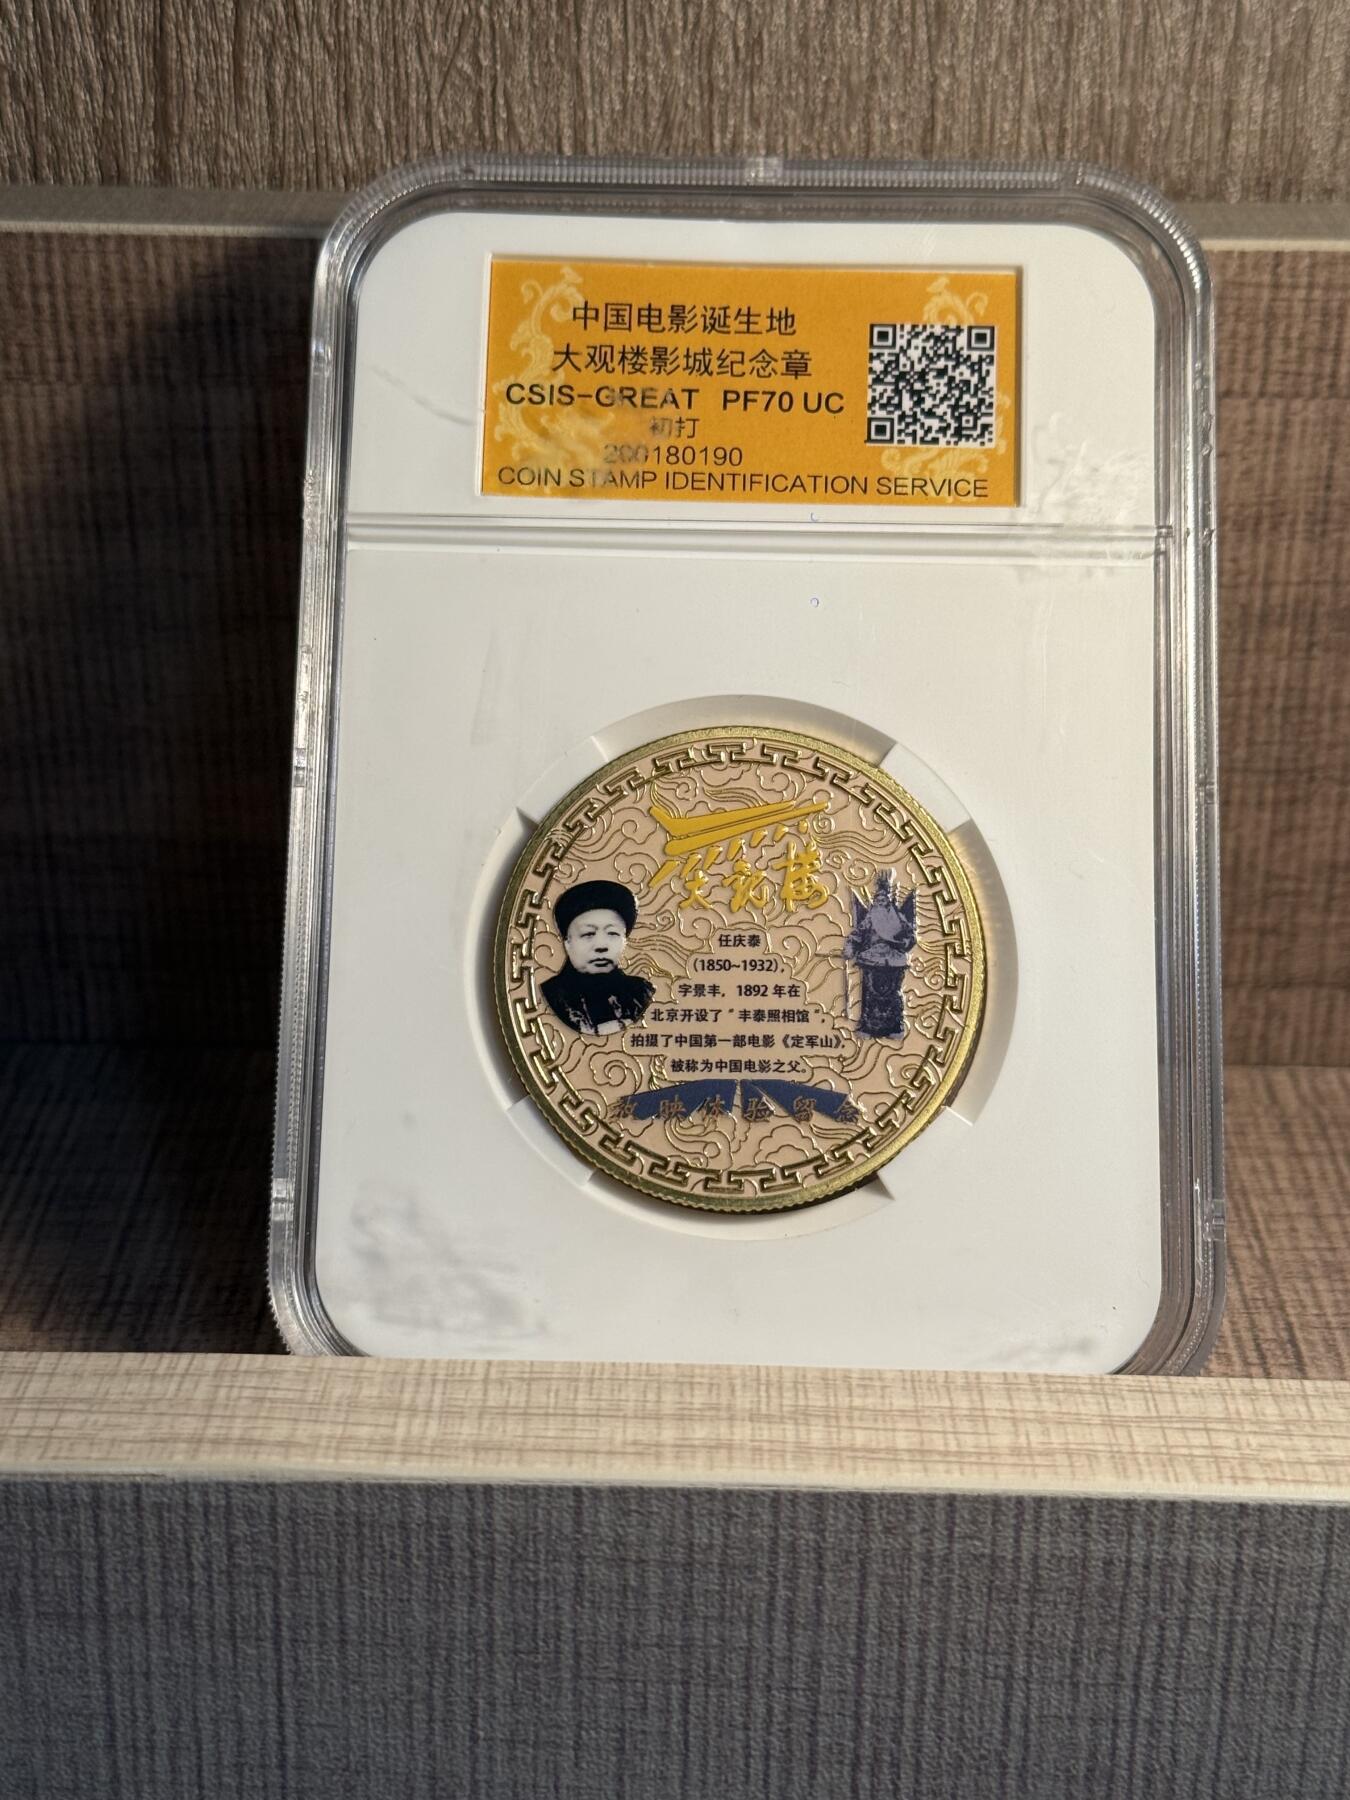 中国电影诞生地
大观楼影城纪念章
CSIS-GREAT PF70 UC
初打
200180190
COIN STAMP IDENTIFICATION SERVICE
大观楼
任庆泰
(1850~1932),
字景丰，1892 年在
北京开设了“丰泰照相馆”,
拍摄了中国第一部电影《定军山》,
被称为中国电影之父。
放映体验留念